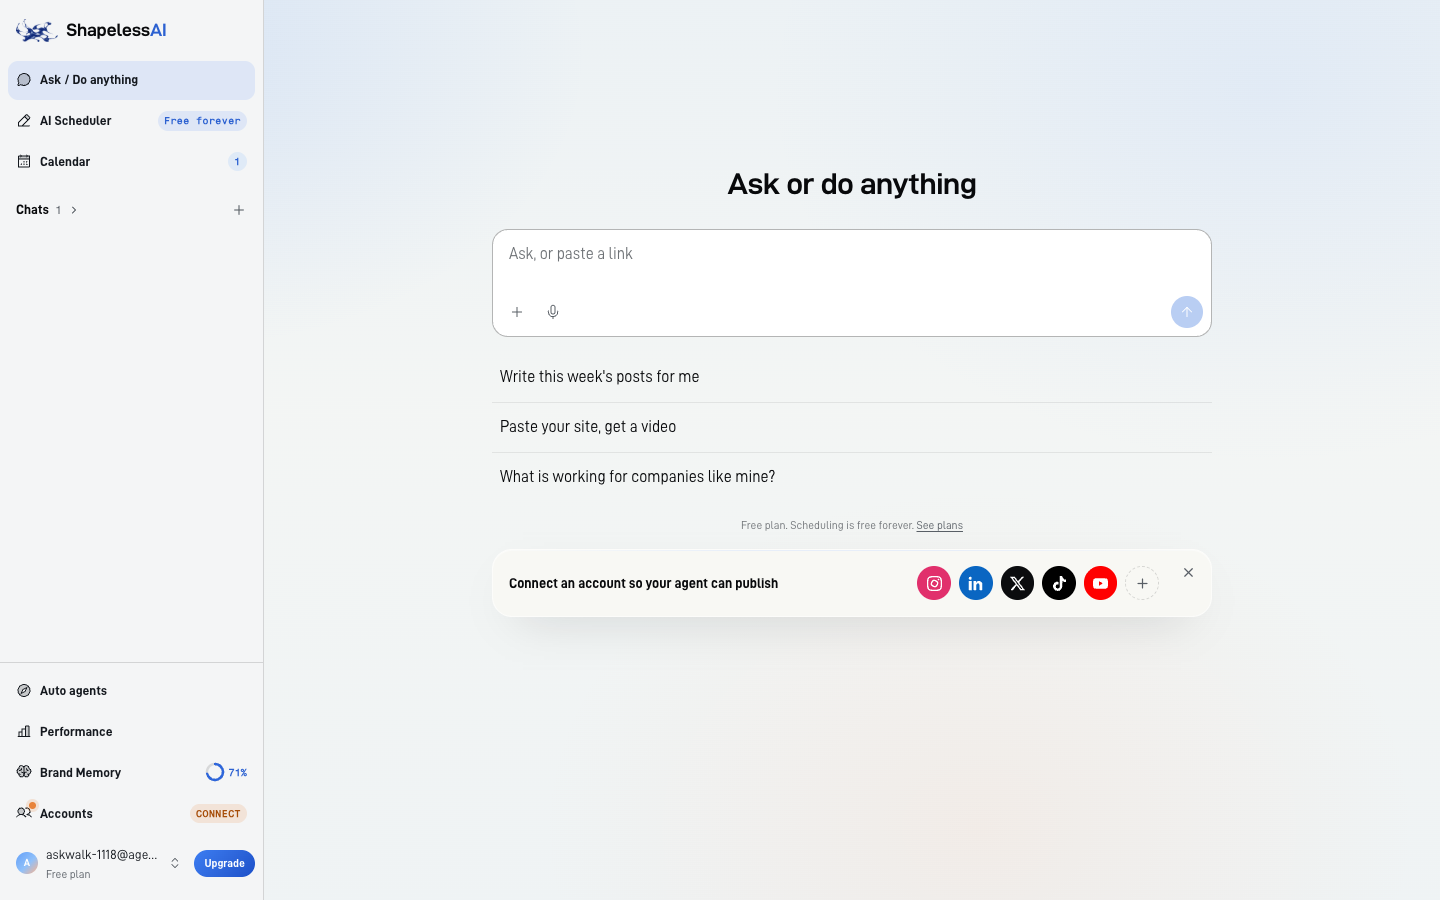 ShapelessAI
Ask / Do anything
AI Scheduler
Free forever
Calendar
1
Chats 1
Auto agents
Performance
Brand Memory
71%
Accounts
CONNECT
A
askwalk-1118@age...
Free plan
Upgrade
Ask or do anything
Ask, or paste a link
Write this week's posts for me
Paste your site, get a video
What is working for companies like mine?
Free plan. Scheduling is free forever. See plans
Connect an account so your agent can publish